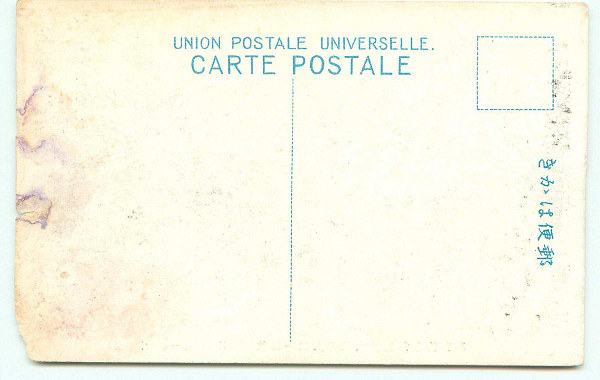 UNION POSTALE UNIVERSELLE.
CARTE POSTALE
きかは便郵